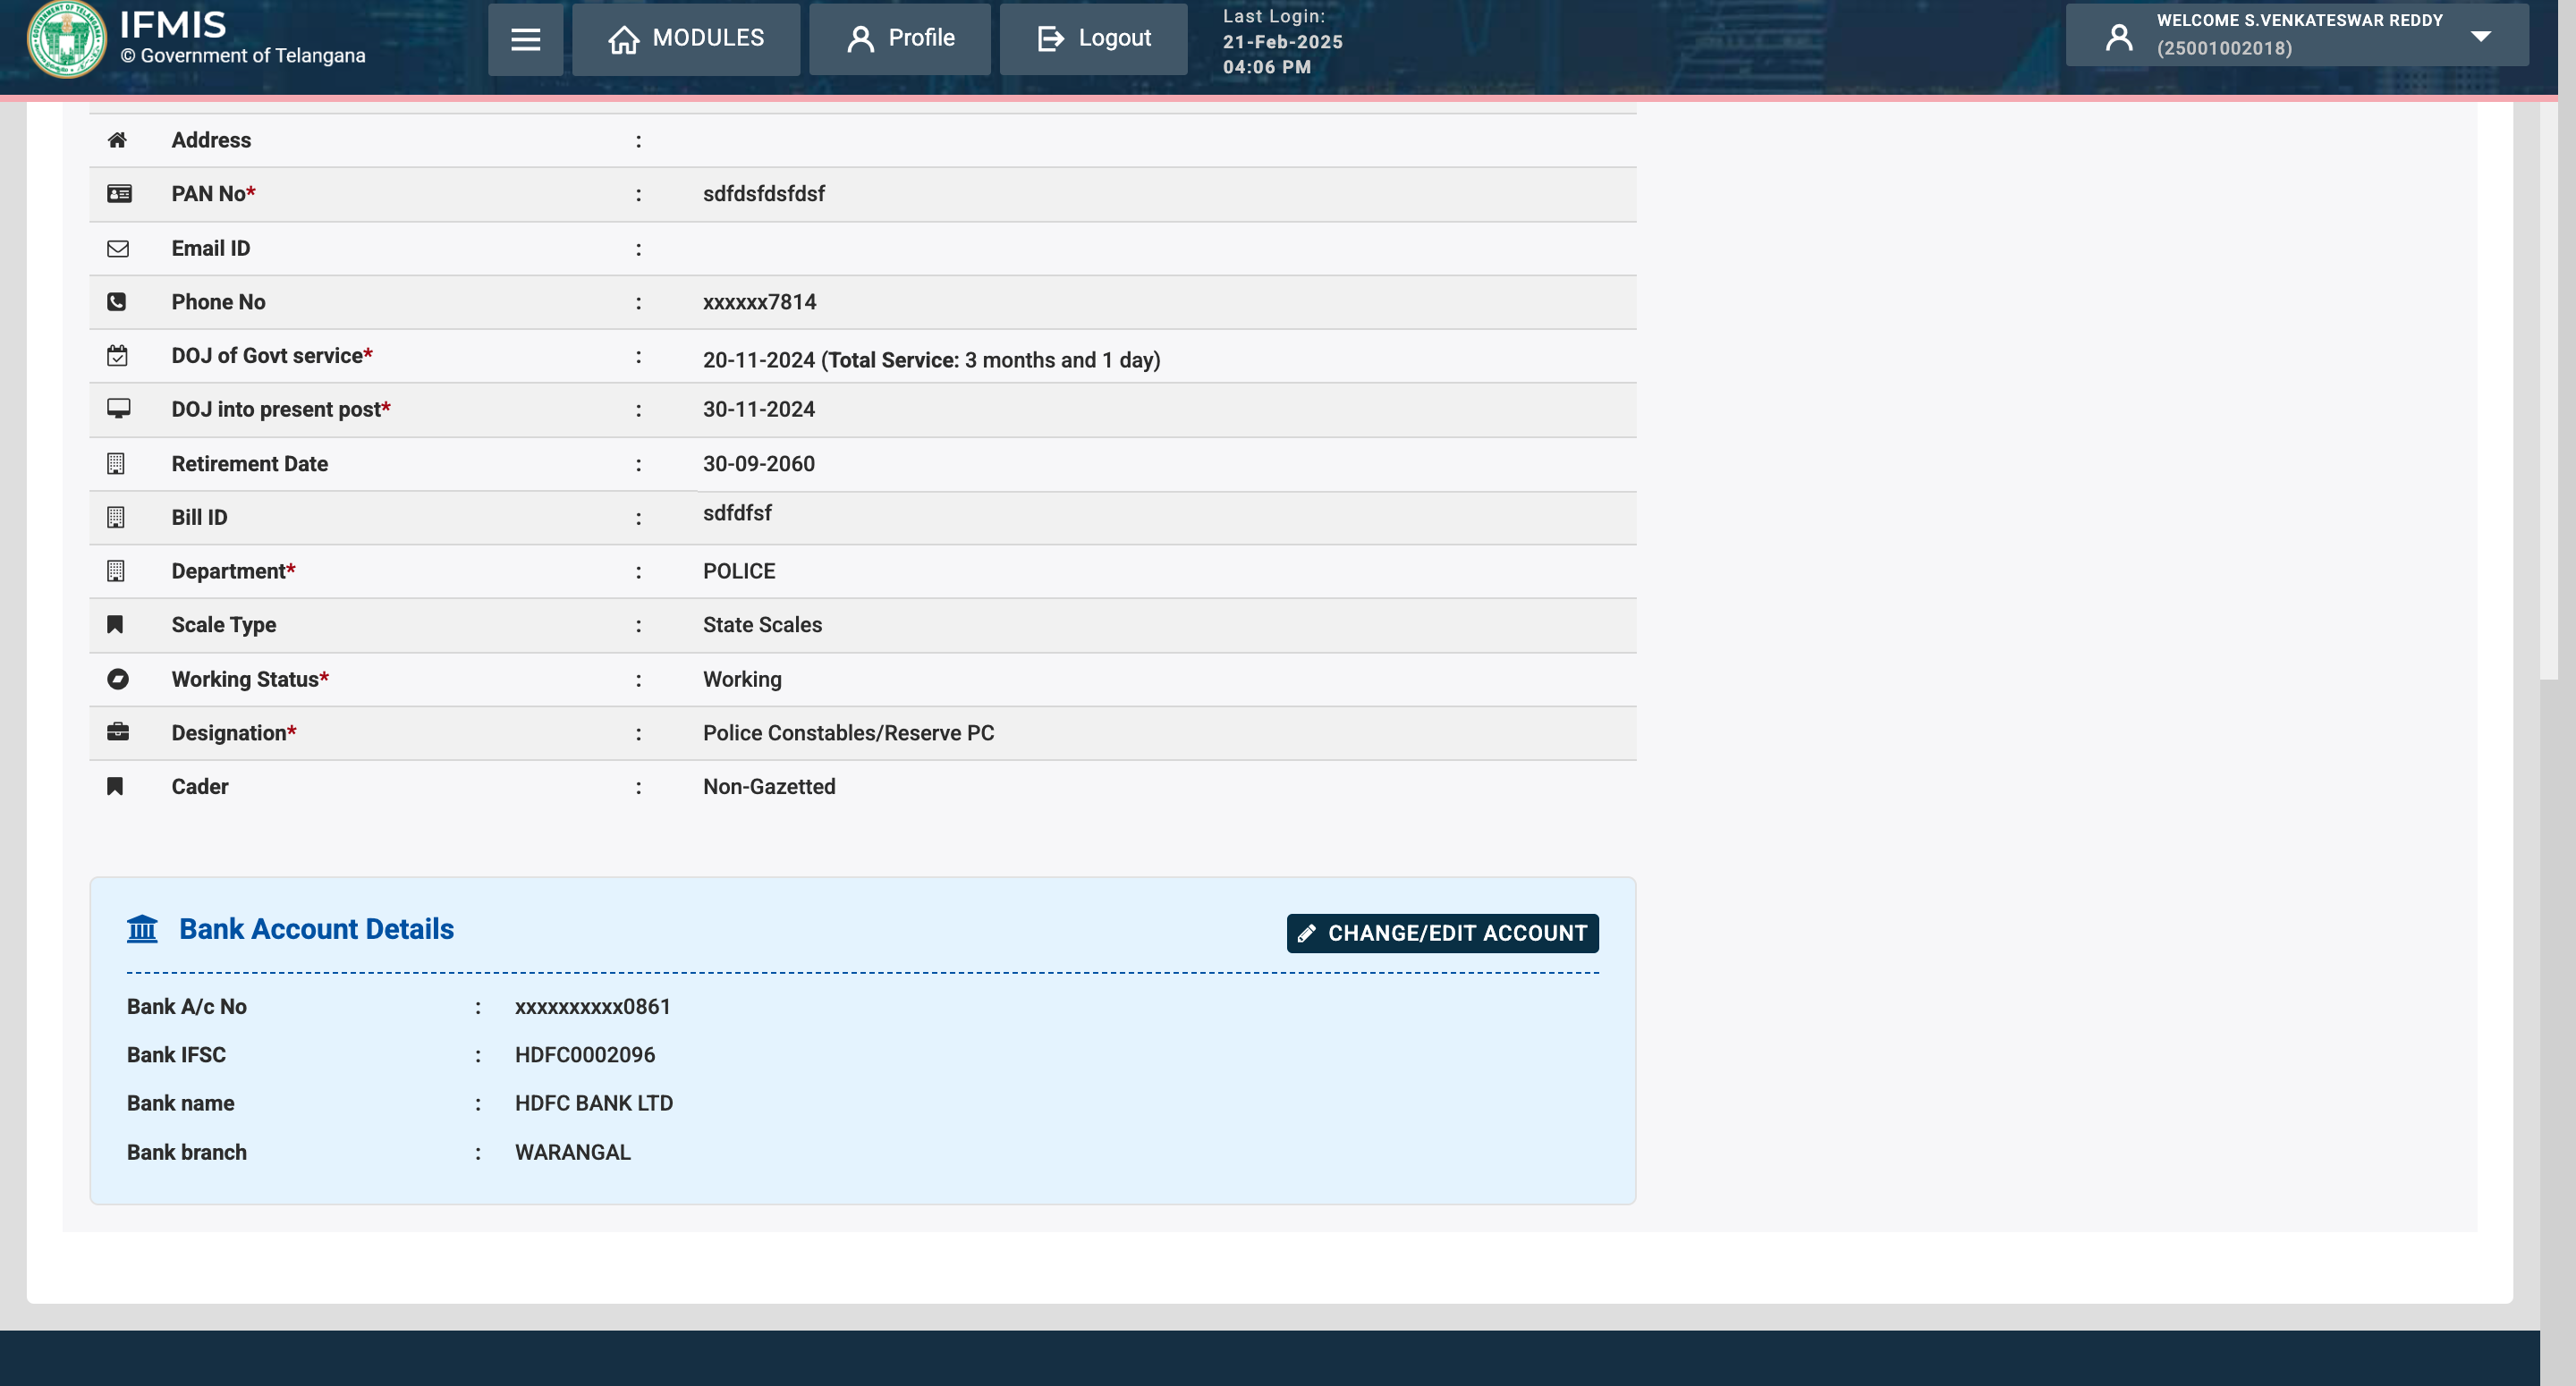 IFMIS
© Government of Telangana
MODULES
Profile
Logout
Last Login:
21-Feb-2025
04:06 PM
WELCOME S.VENKATESWAR REDDY
(25001002018)
Address :
PAN No* : sdfdsfdsfdsf
Email ID :
Phone No : xxxxxx7814
DOJ of Govt service* : 20-11-2024 (Total Service: 3 months and 1 day)
DOJ into present post* : 30-11-2024
Retirement Date : 30-09-2060
Bill ID : sdfdfsf
Department* : POLICE
Scale Type : State Scales
Working Status* : Working
Designation* : Police Constables/Reserve PC
Cader : Non-Gazetted
Bank Account Details
CHANGE/EDIT ACCOUNT
Bank A/c No : xxxxxxxxxx0861
Bank IFSC : HDFC0002096
Bank name : HDFC BANK LTD
Bank branch : WARANGAL